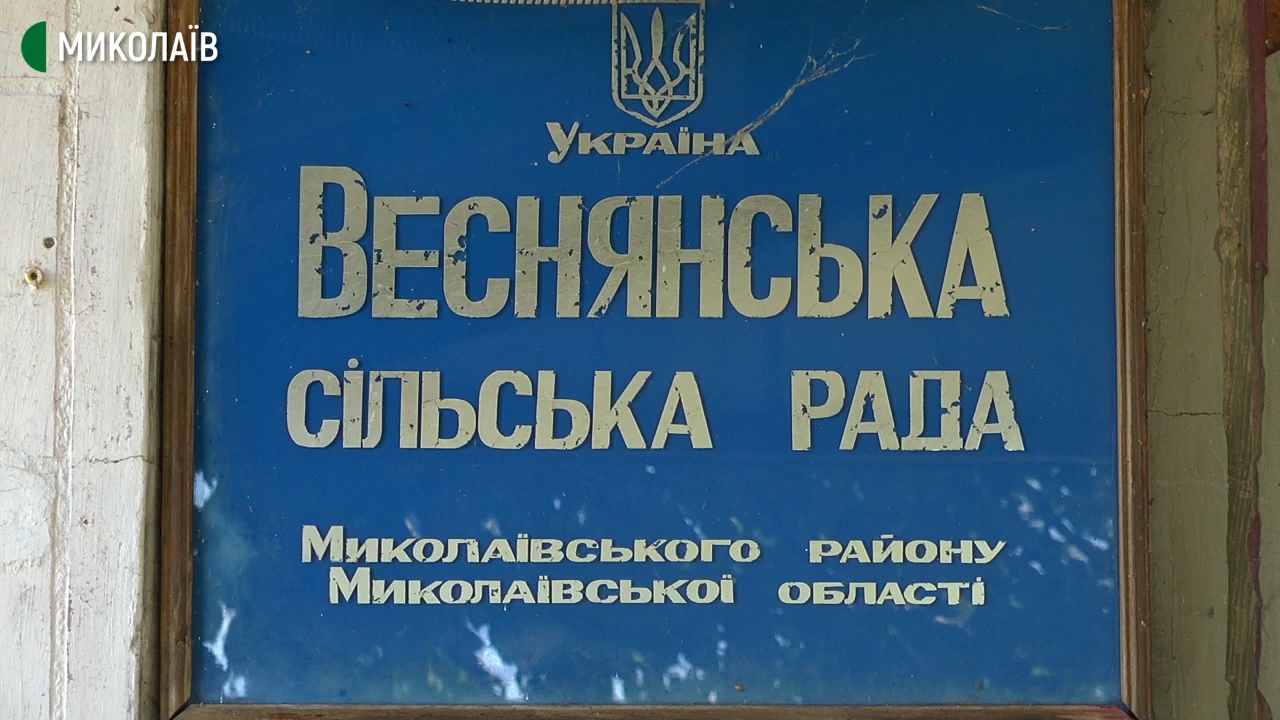 МИКОЛАЇВ
Україна
Веснянська
сільська рада
Миколаївського району
Миколаївської області